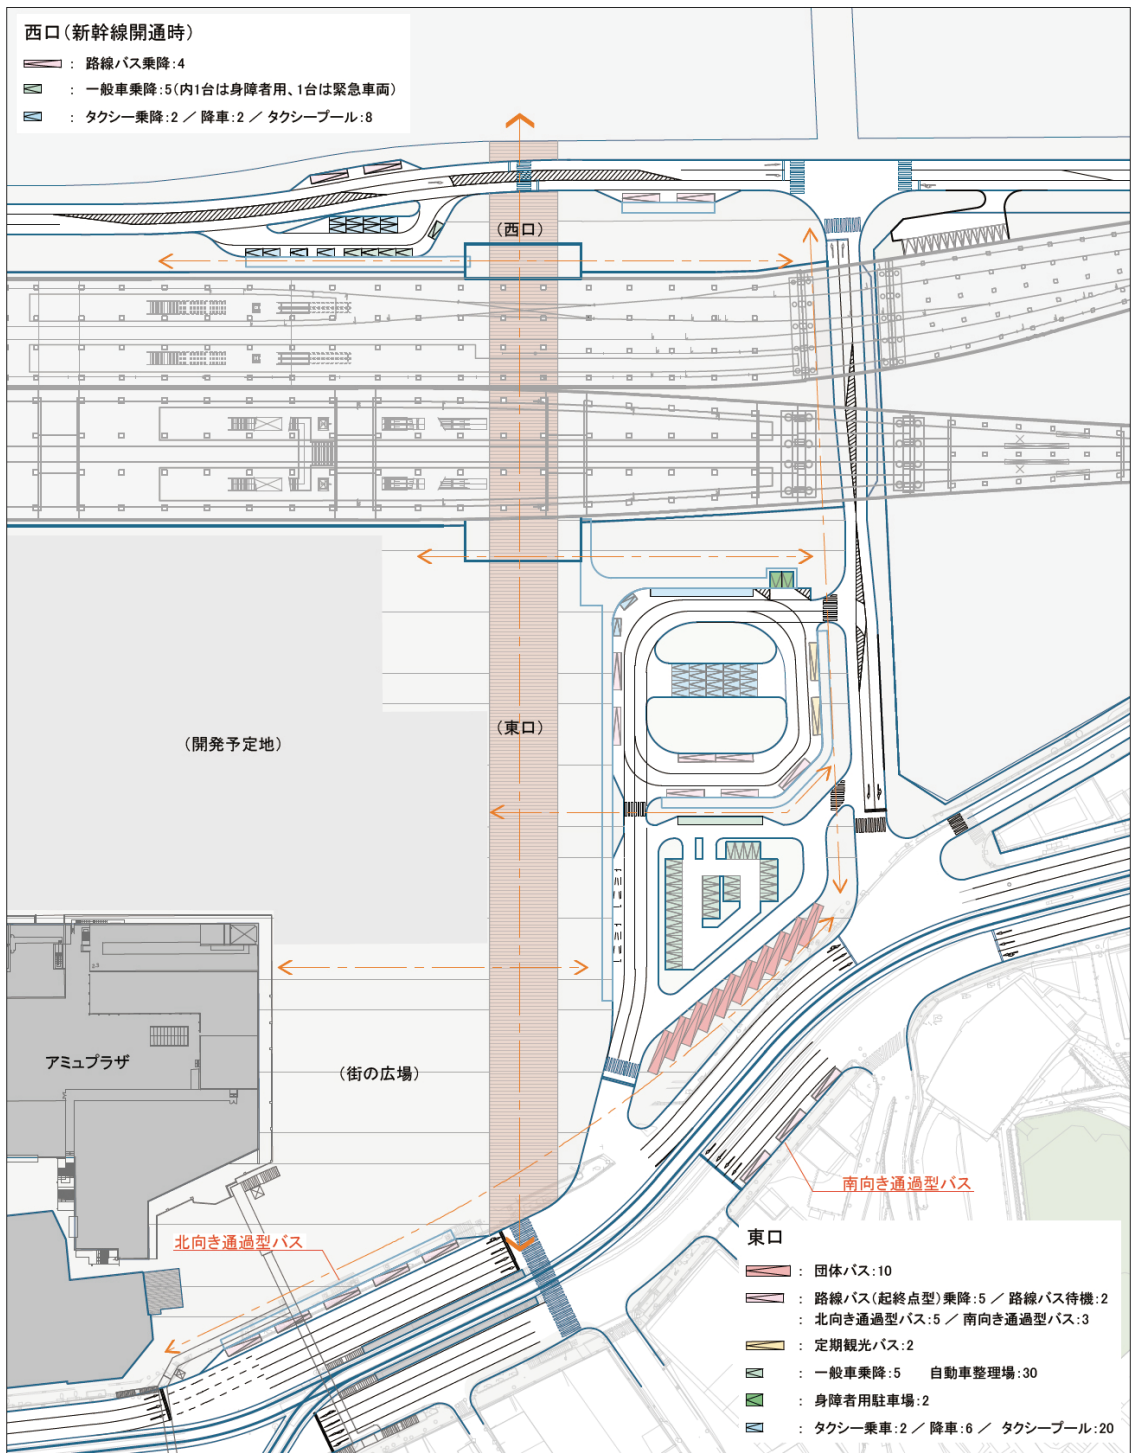 西口(新幹線開通時)
： 路線バス乗降:4
： 一般車乗降:5(内1台は身障者用、1台は緊急車両)
： タクシー乗降:2 ／ 降車:2 ／ タクシープール:8
(西口)
(東口)
(開発予定地)
アミュプラザ
(街の広場)
南向き通過型バス
北向き通過型バス
東口
： 団体バス:10
： 路線バス(起終点型)乗降:5 ／ 路線バス待機:2
： 北向き通過型バス:5 ／ 南向き通過型バス:3
： 定期観光バス:2
： 一般車乗降:5 自動車整理場:30
： 身障者用駐車場:2
： タクシー乗車:2 ／ 降車:6 ／ タクシープール:20